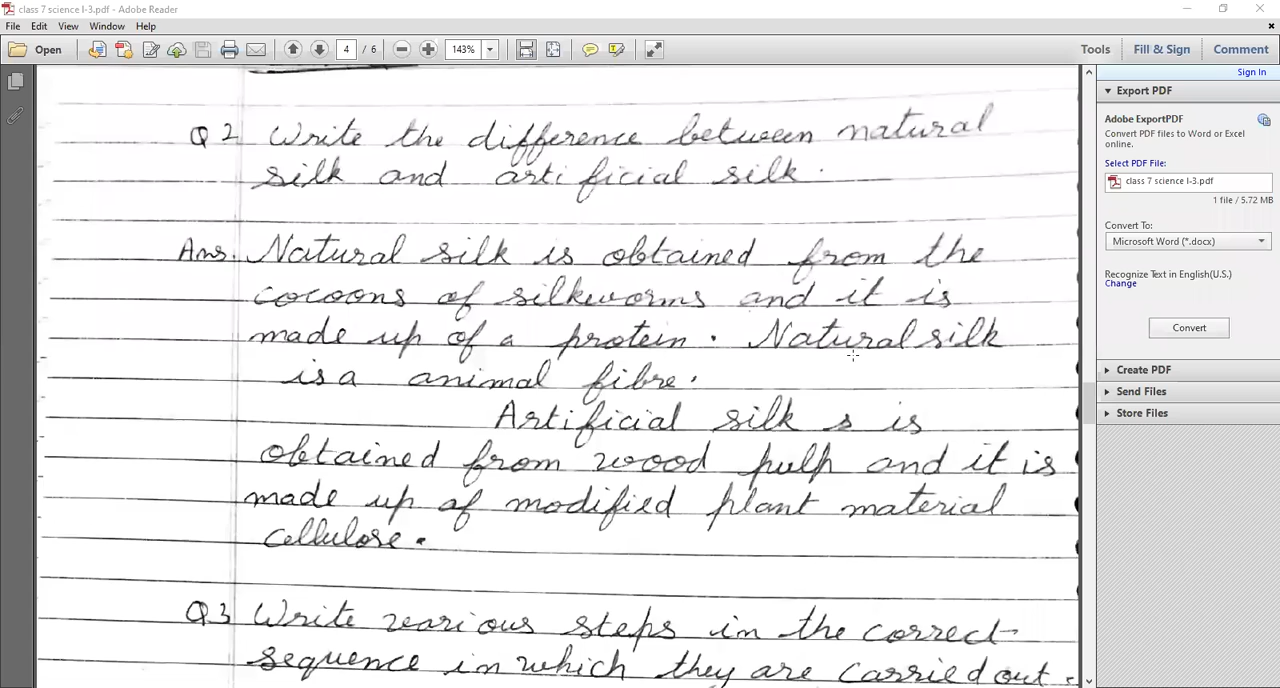 class 7 science I-3.pdf - Adobe Reader
File Edit View Window Help
Open 4 / 6 143% Tools Fill & Sign Comment
Sign In
Export PDF
Adobe ExportPDF
Convert PDF files to Word or Excel
online.
Select PDF File:
class 7 science I-3.pdf
1 file / 5.72 MB
Convert To:
Microsoft Word (*.docx)
Recognize Text in English(U.S.)
Change
Convert
Create PDF
Send Files
Store Files
Q 2 Write the difference between natural
silk and artificial silk.
Ans. Natural silk is obtained from the
cocoons of silkeworms and it is
made up of a protein. Natural silk
is a animal fibre.
Artificial silk s is
obtained from wood pulp and it is
made up of modified plant material
cellulose.
Q3 Write rearious steps in the correct
sequence in which they are carried out.